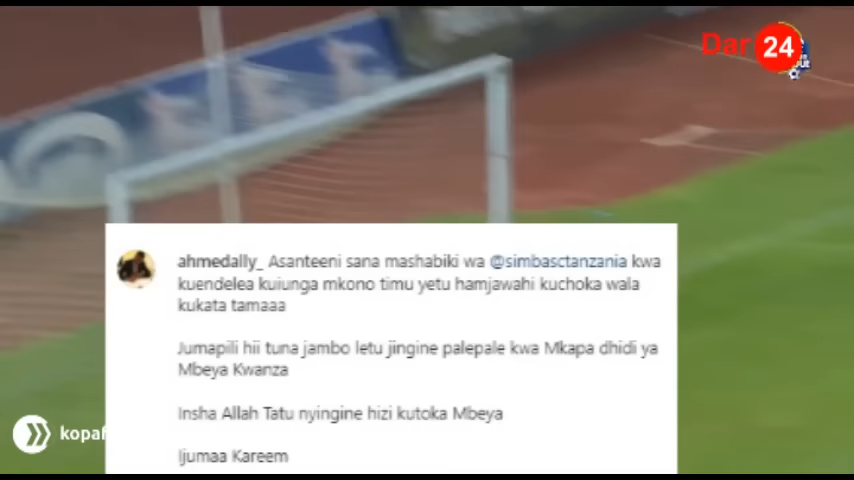 Dar 24
ahmedally_ Asanteeni sana mashabiki wa @simbasctanzania kwa
kuendelea kuiunga mkono timu yetu hamjawahi kuchoka wala
kukata tamaaa
Jumapili hii tuna jambo letu jingine palepale kwa Mkapa dhidi ya
Mbeya Kwanza
Insha Allah Tatu nyingine hizi kutoka Mbeya
kopaf
Ijumaa Kareem